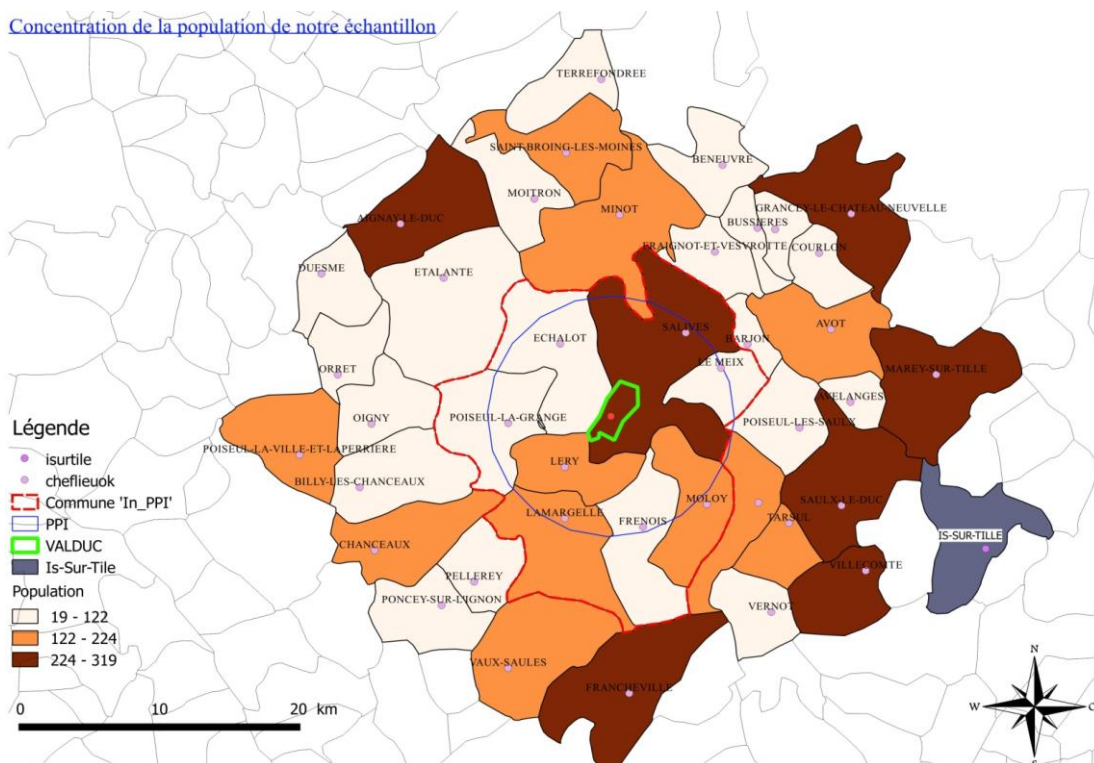 Concentration de la population de notre échantillon
TERREFONDREE
SAINT-BROING-LES-MOINES
BENEUVRE
MOITRON
GRANCEY-LE-CHATEAU-NEUVELLE
MINOT
AIGNAY-LE-DUC
BUSSIERES
FRAIGNOT-ET-VESVROTTE
COURLON
DUESME
ETALANTE
AVOT
SALIVES
ECHALOT
BARJON
LE MEIX
ORRET
MAREY-SUR-TILLE
AVELANGES
OIGNY
POISEUL-LA-GRANGE
POISEUL-LES-SAULX
POISEUL-LA-VILLE-ET-LAPERRIERE
LERY
BILLY-LES-CHANCEAUX
MOLOY
SAULX-LE-DUC
LAMARGELLE
FRENOIS
TARSUL
IS-SUR-TILLE
CHANCEAUX
VILLECOMTE
PELLEREY
PONCEY-SUR-L'IGNON
VERNOT
VAUX-SAULES
FRANCHEVILLE
Légende
isurtile
cheflieuok
Commune 'In_PPI'
PPI
VALDUC
Is-Sur-Tile
Population
19 - 122
122 - 224
224 - 319
0 10 20 km
N
W
S